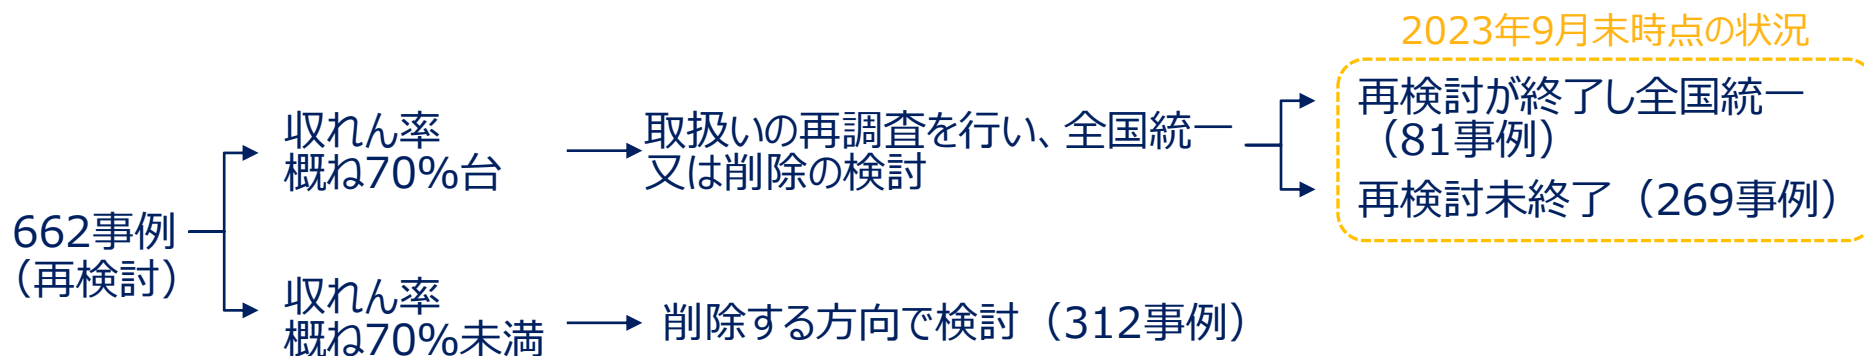 2023年9月末時点の状況
662事例
（再検討）
収れん率
概ね70%台
取扱いの再調査を行い、全国統一
又は削除の検討
再検討が終了し全国統一
（81事例）
再検討未終了（269事例）
収れん率
概ね70%未満
削除する方向で検討（312事例）